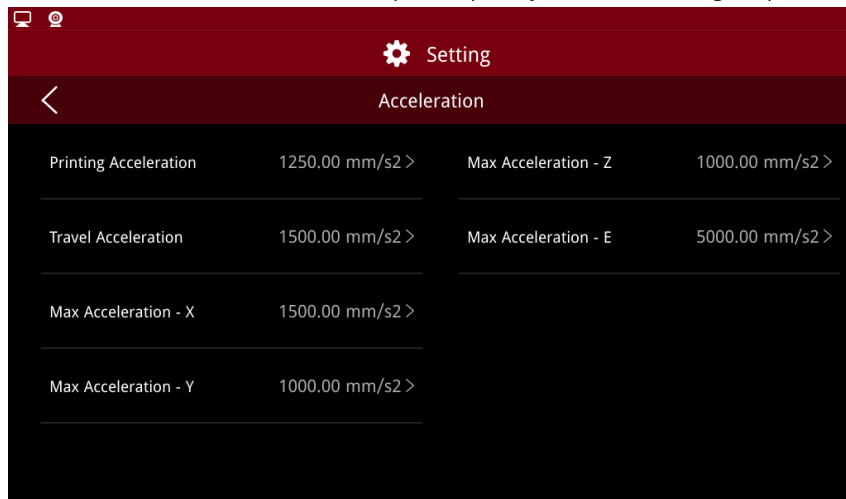 Setting
Acceleration
Printing Acceleration 1250.00 mm/s2 >
Travel Acceleration 1500.00 mm/s2 >
Max Acceleration - X 1500.00 mm/s2 >
Max Acceleration - Y 1000.00 mm/s2 >
Max Acceleration - Z 1000.00 mm/s2 >
Max Acceleration - E 5000.00 mm/s2 >